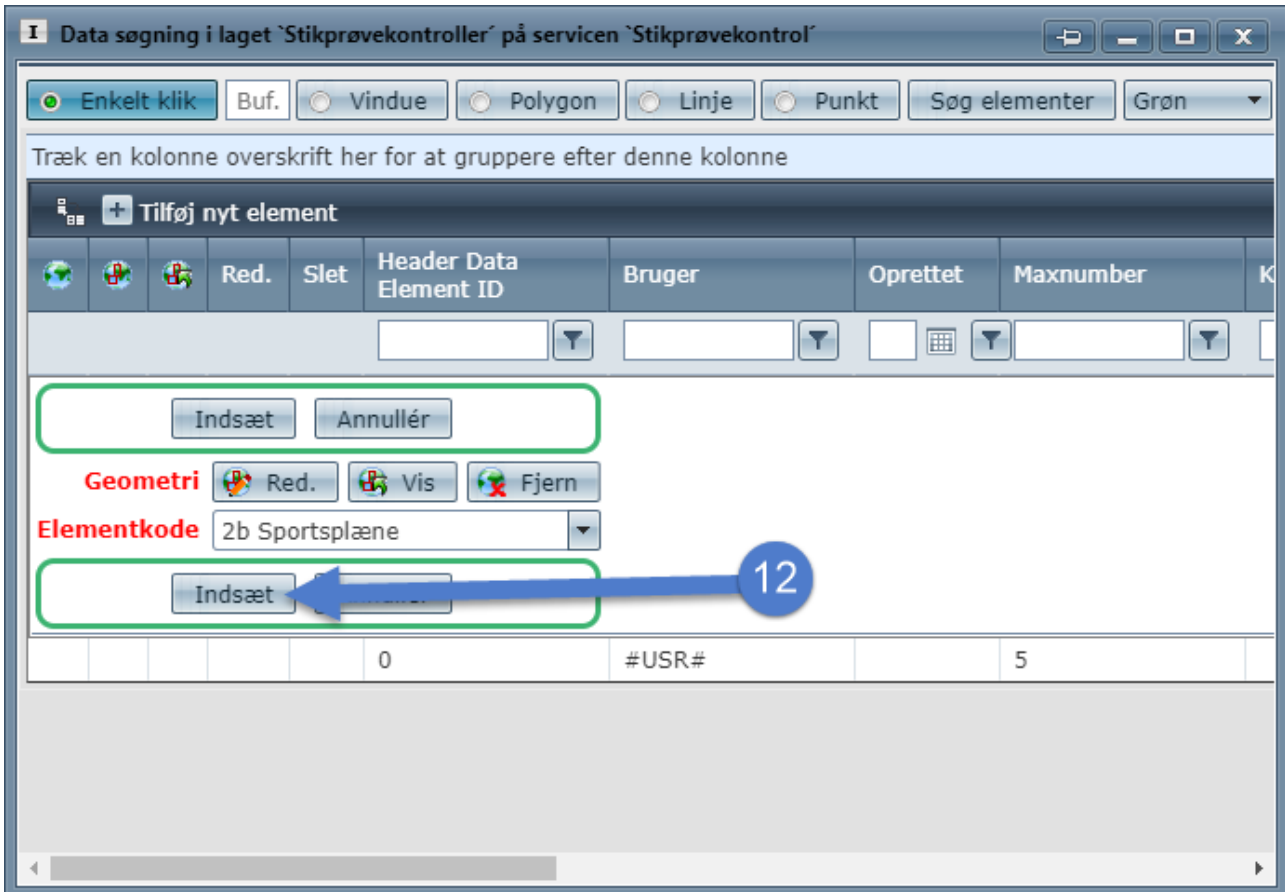 I Data søgning i laget `Stikprøvekontroller´ på servicen `Stikprøvekontrol´
Enkelt klik Buf. Vindue Polygon Linje Punkt Søg elementer Grøn
Træk en kolonne overskrift her for at gruppere efter denne kolonne
Tilføj nyt element
Red. Slet Header Data Element ID Bruger Oprettet Maxnumber K
Indsæt Annullér
Geometri Red. Vis Fjern
Elementkode 2b Sportsplæne
Indsæt 12
0 #USR# 5